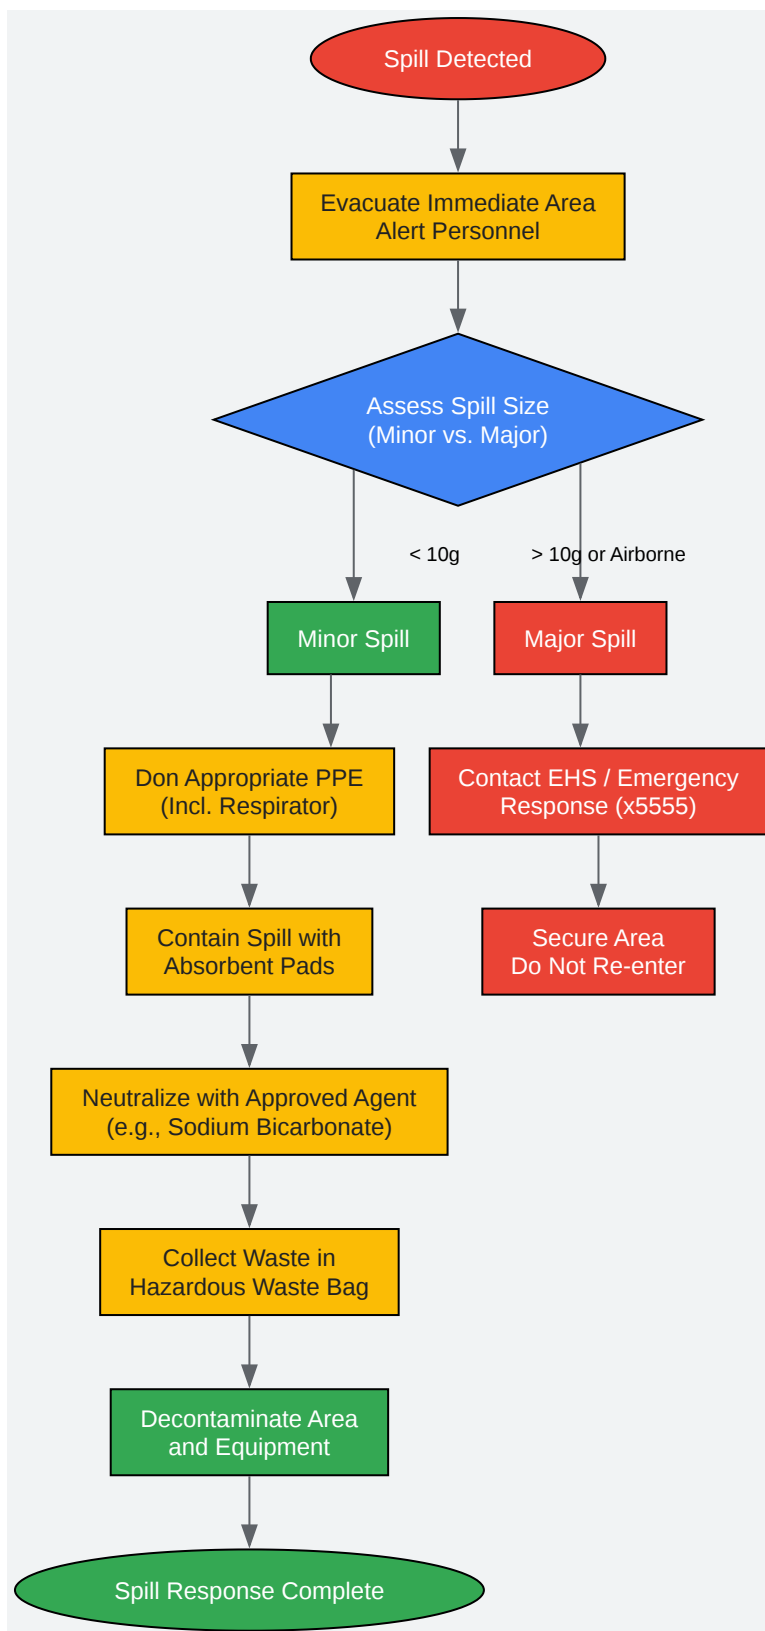 Spill Detected
Evacuate Immediate Area
Alert Personnel
Assess Spill Size
(Minor vs. Major)
< 10g
> 10g or Airborne
Minor Spill
Major Spill
Don Appropriate PPE
(Incl. Respirator)
Contact EHS / Emergency
Response (x5555)
Contain Spill with
Absorbent Pads
Secure Area
Do Not Re-enter
Neutralize with Approved Agent
(e.g., Sodium Bicarbonate)
Collect Waste in
Hazardous Waste Bag
Decontaminate Area
and Equipment
Spill Response Complete